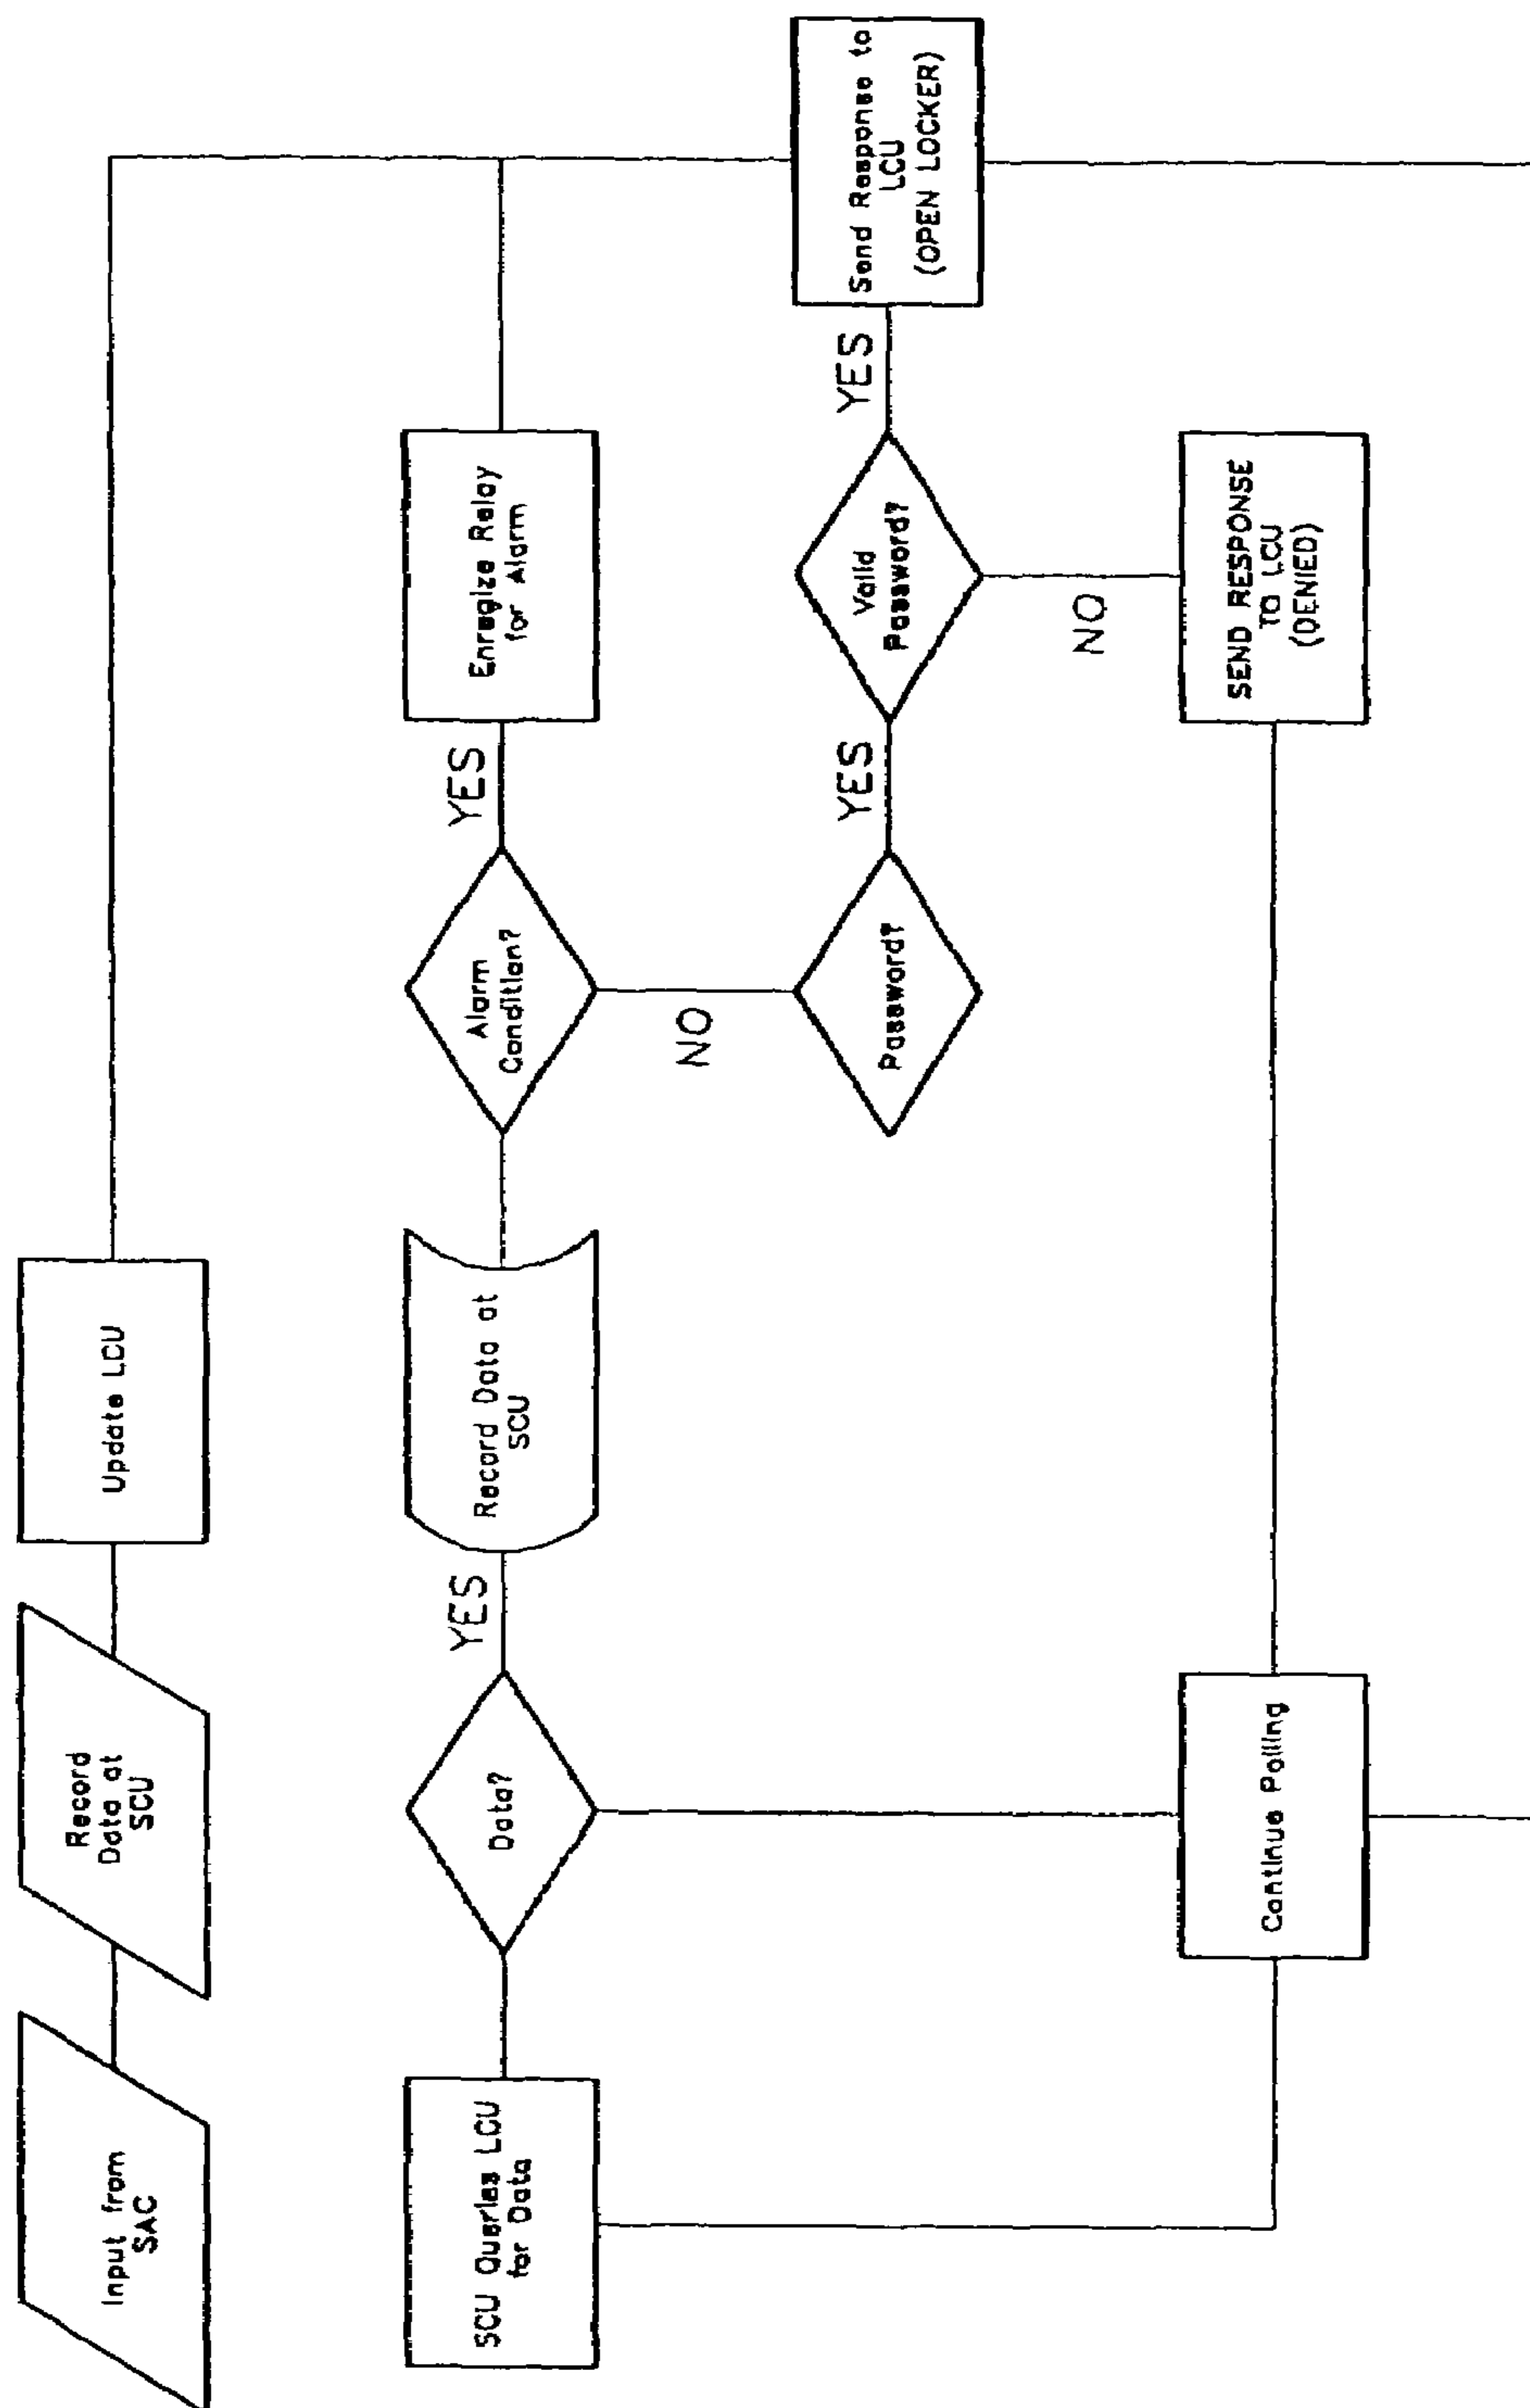 Input from
SAC
Record
Data at
SCU
Update LCU
SCU Queries LCU
for Data
Data?
YES
Record Data at
SCU
Alarm
Condition?
YES
Enregize Relay
for Alarm
NO
Password?
YES
Valid
Password?
YES
Send Response to
LCU
(OPEN LOCKER)
NO
Continue Polling
SEND RESPONSE
TO LCU
(DENIED)